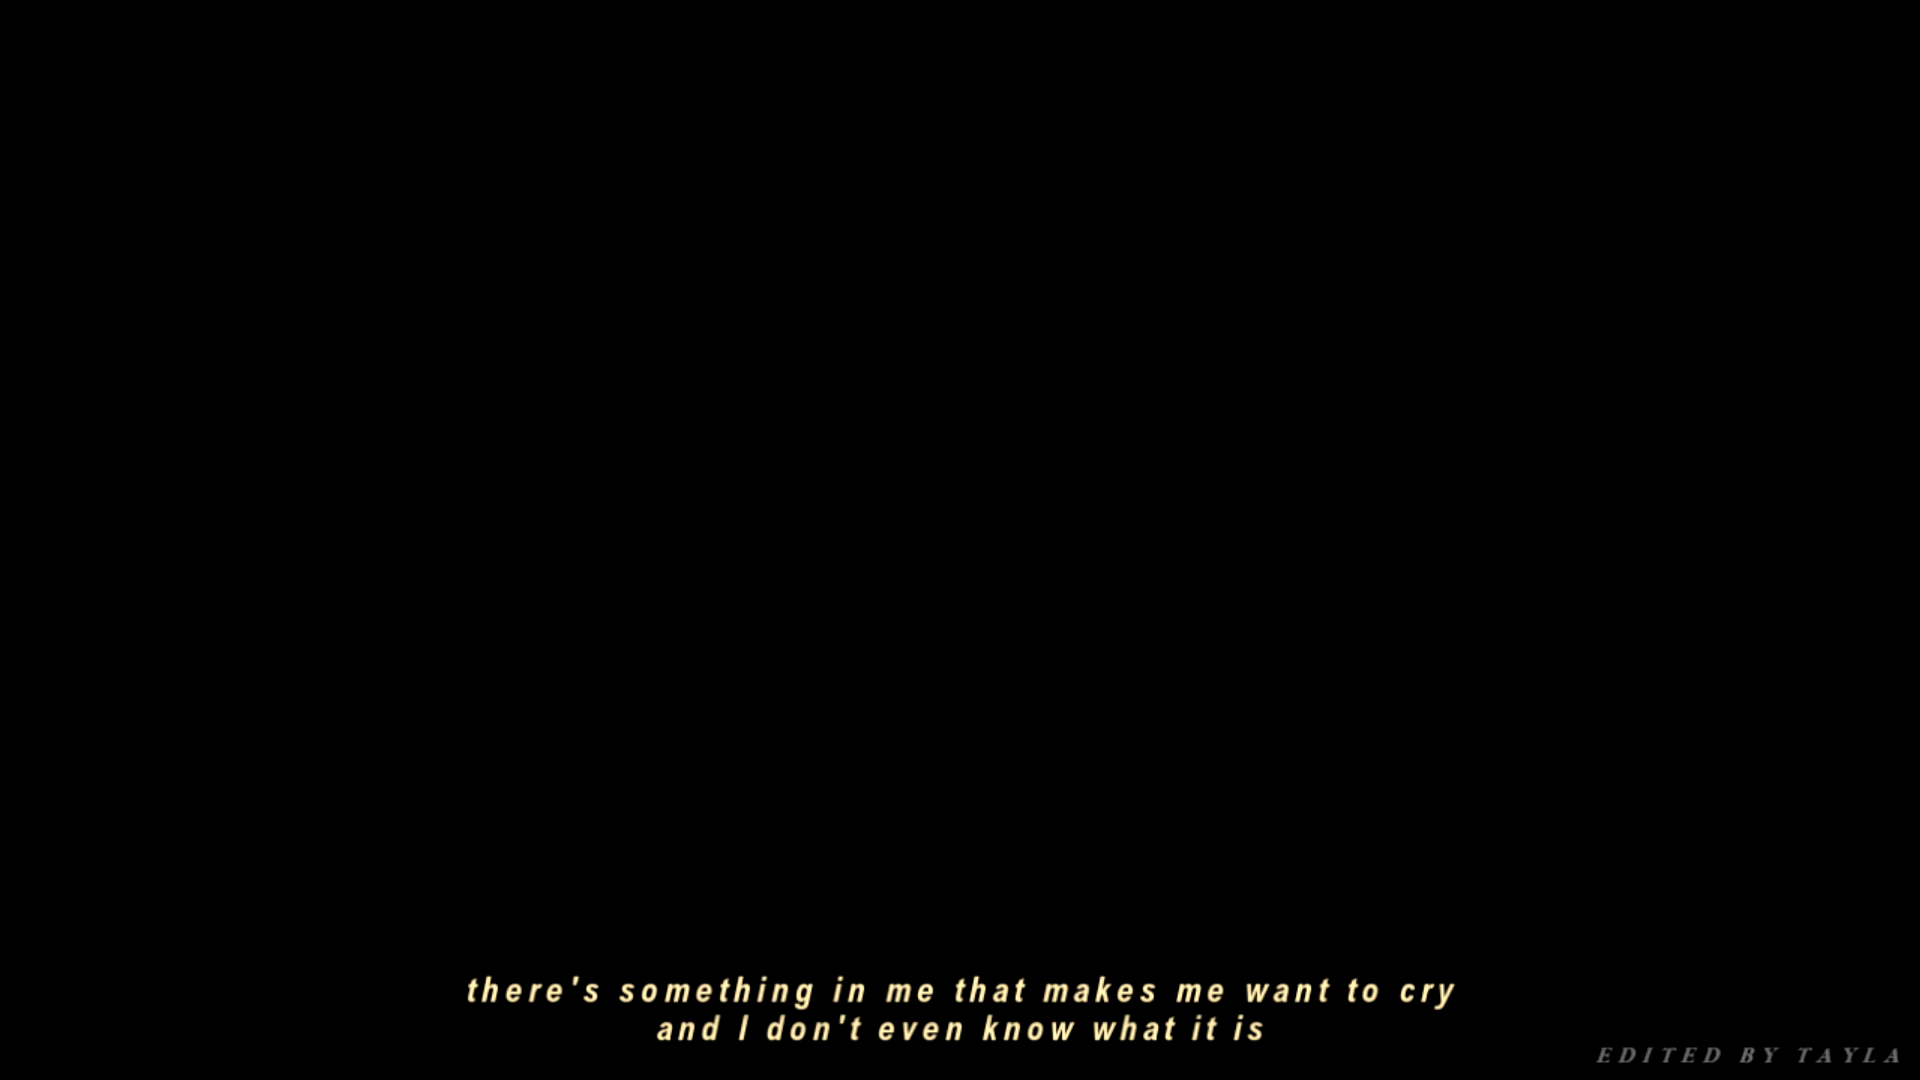 there's something in me that makes me want to cry
and I don't even know what it is
EDITED BY TAYLA